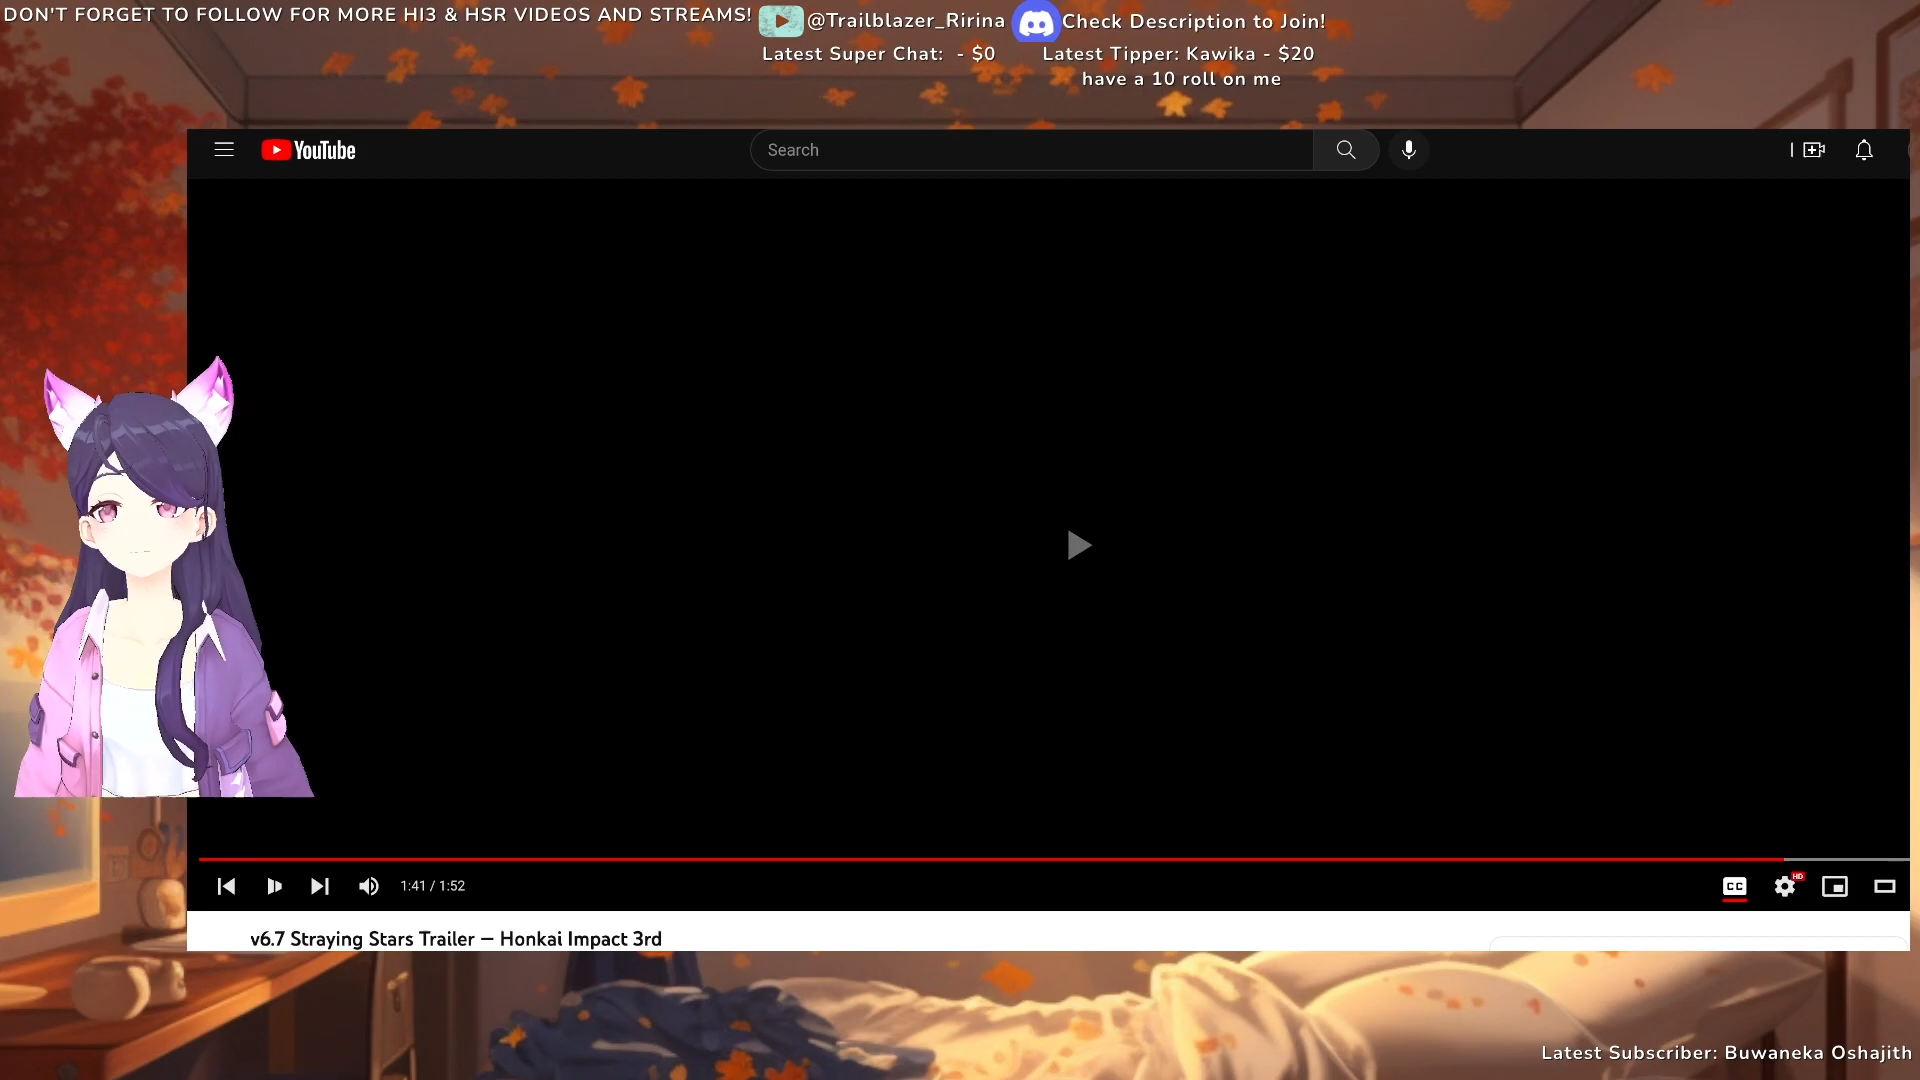 DON'T FORGET TO FOLLOW FOR MORE HI3 & HSR VIDEOS AND STREAMS!
@Trailblazer_Ririna
Check Description to Join!
Latest Super Chat:  - $0
Latest Tipper: Kawika - $20
have a 10 roll on me
YouTube
Search
1:41 / 1:52
CC
HD
v6.7 Straying Stars Trailer — Honkai Impact 3rd
Latest Subscriber: Buwaneka Oshajith